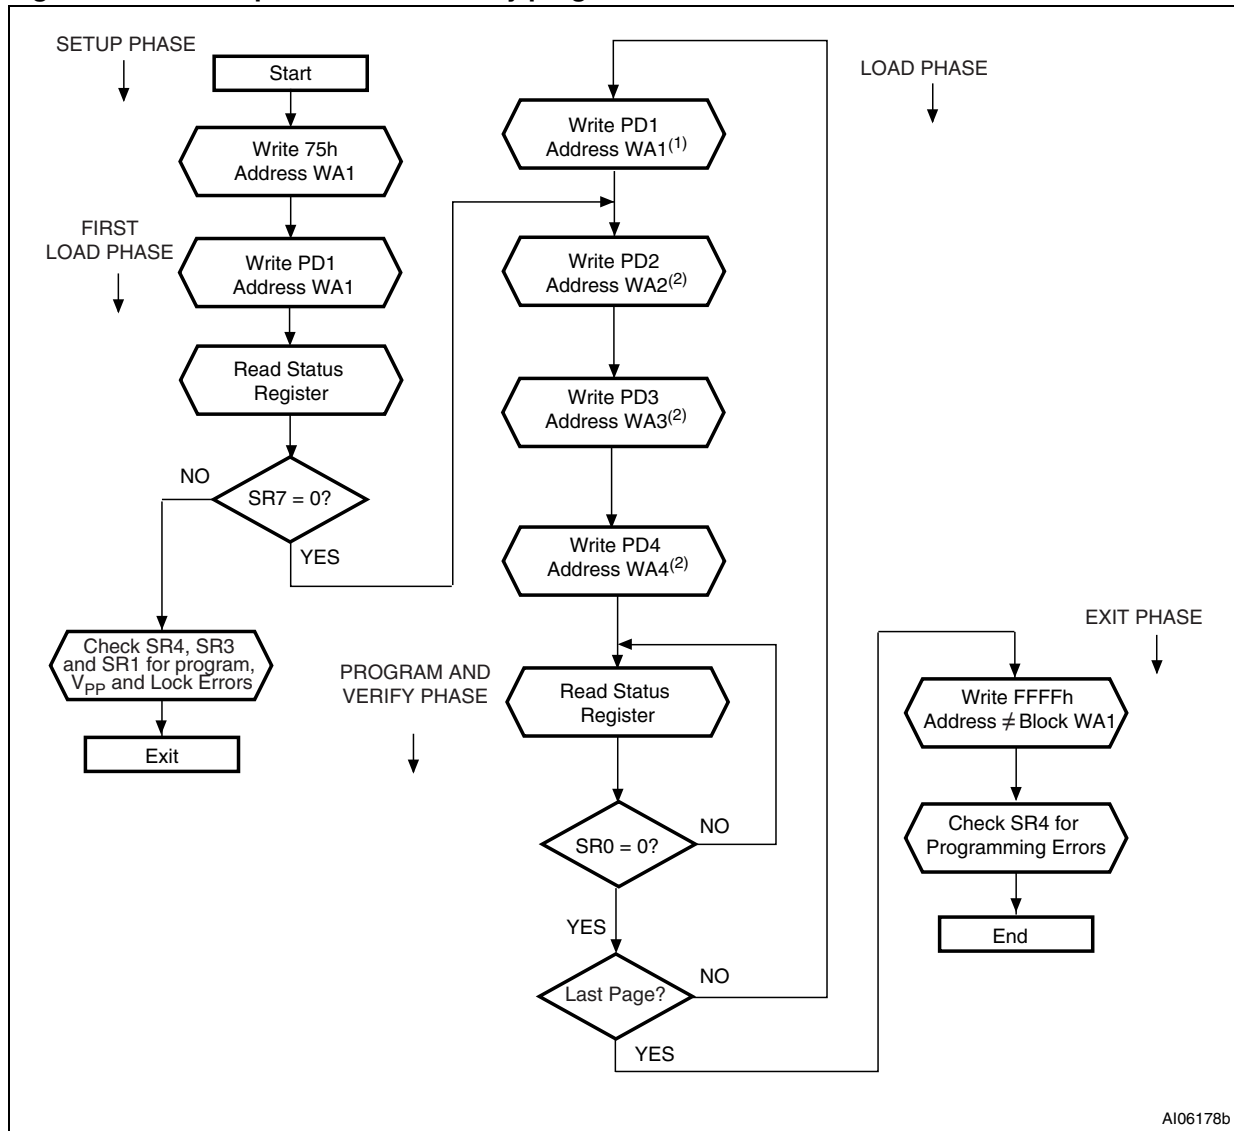 SETUP PHASE
Start
Write 75h
Address WA1
FIRST
LOAD PHASE
Write PD1
Address WA1
Read Status
Register
NO
SR7 = 0?
YES
Check SR4, SR3
and SR1 for program,
VPP and Lock Errors
Exit
LOAD PHASE
Write PD1
Address WA1(1)
Write PD2
Address WA2(2)
Write PD3
Address WA3(2)
Write PD4
Address WA4(2)
PROGRAM AND
VERIFY PHASE
Read Status
Register
SR0 = 0?
NO
YES
Last Page?
NO
YES
EXIT PHASE
Write FFFFh
Address ≠ Block WA1
Check SR4 for
Programming Errors
End
AI06178b